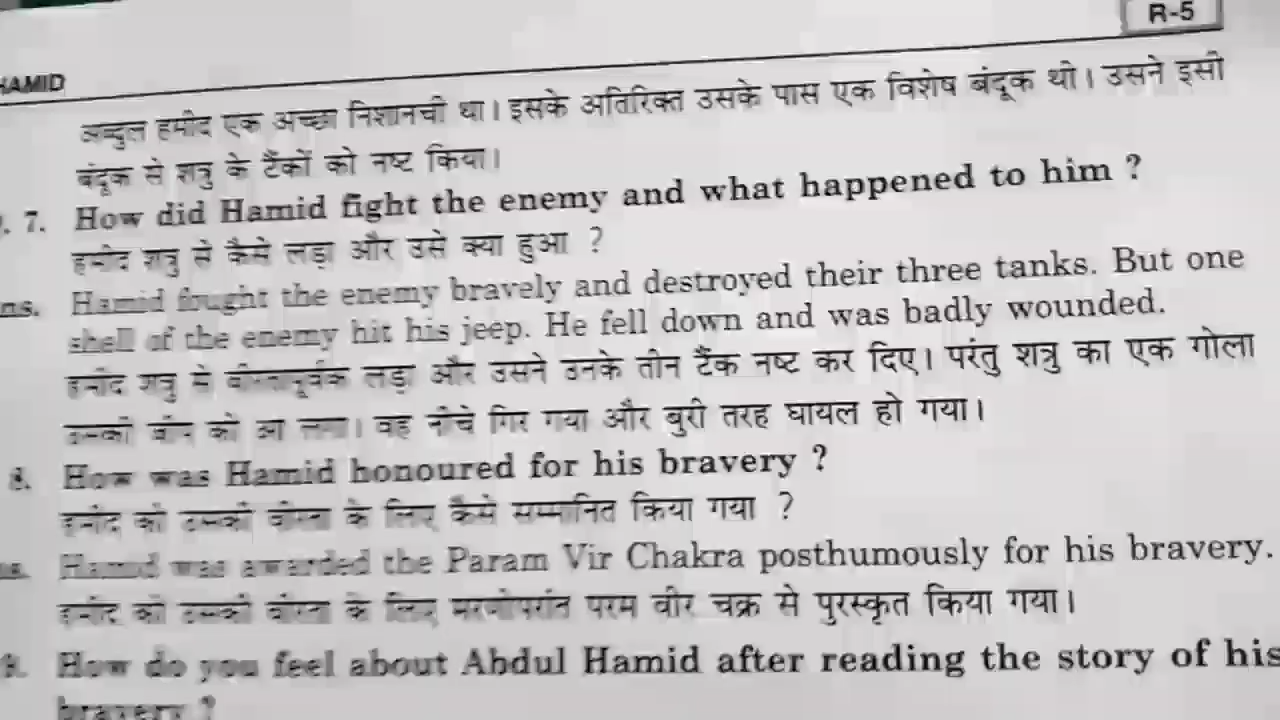 R-5
HAMID
अब्दुल हमीद एक अच्छा निशानची था। इसके अतिरिक्त उसके पास एक विशेष बंदूक थी। उसने इसी
बंदूक से शत्रु के टैंकों को नष्ट किया।
7. How did Hamid fight the enemy and what happened to him ?
हमीद शत्रु से कैसे लड़ा और उसे क्या हुआ ?
ns. Hamid fought the enemy bravely and destroyed their three tanks. But one
shell of the enemy hit his jeep. He fell down and was badly wounded.
हमीद शत्रु से वीरतापूर्वक लड़ा और उसने उनके तीन टैंक नष्ट कर दिए। परंतु शत्रु का एक गोला
उसकी जीप को आ लगा। वह नीचे गिर गया और बुरी तरह घायल हो गया।
8. How was Hamid honoured for his bravery ?
हमीद को उसकी वीरता के लिए कैसे सम्मानित किया गया ?
ns. Hamid was awarded the Param Vir Chakra posthumously for his bravery.
हमीद को उसकी वीरता के लिए मरणोपरांत परम वीर चक्र से पुरस्कृत किया गया।
9. How do you feel about Abdul Hamid after reading the story of his
bravery ?